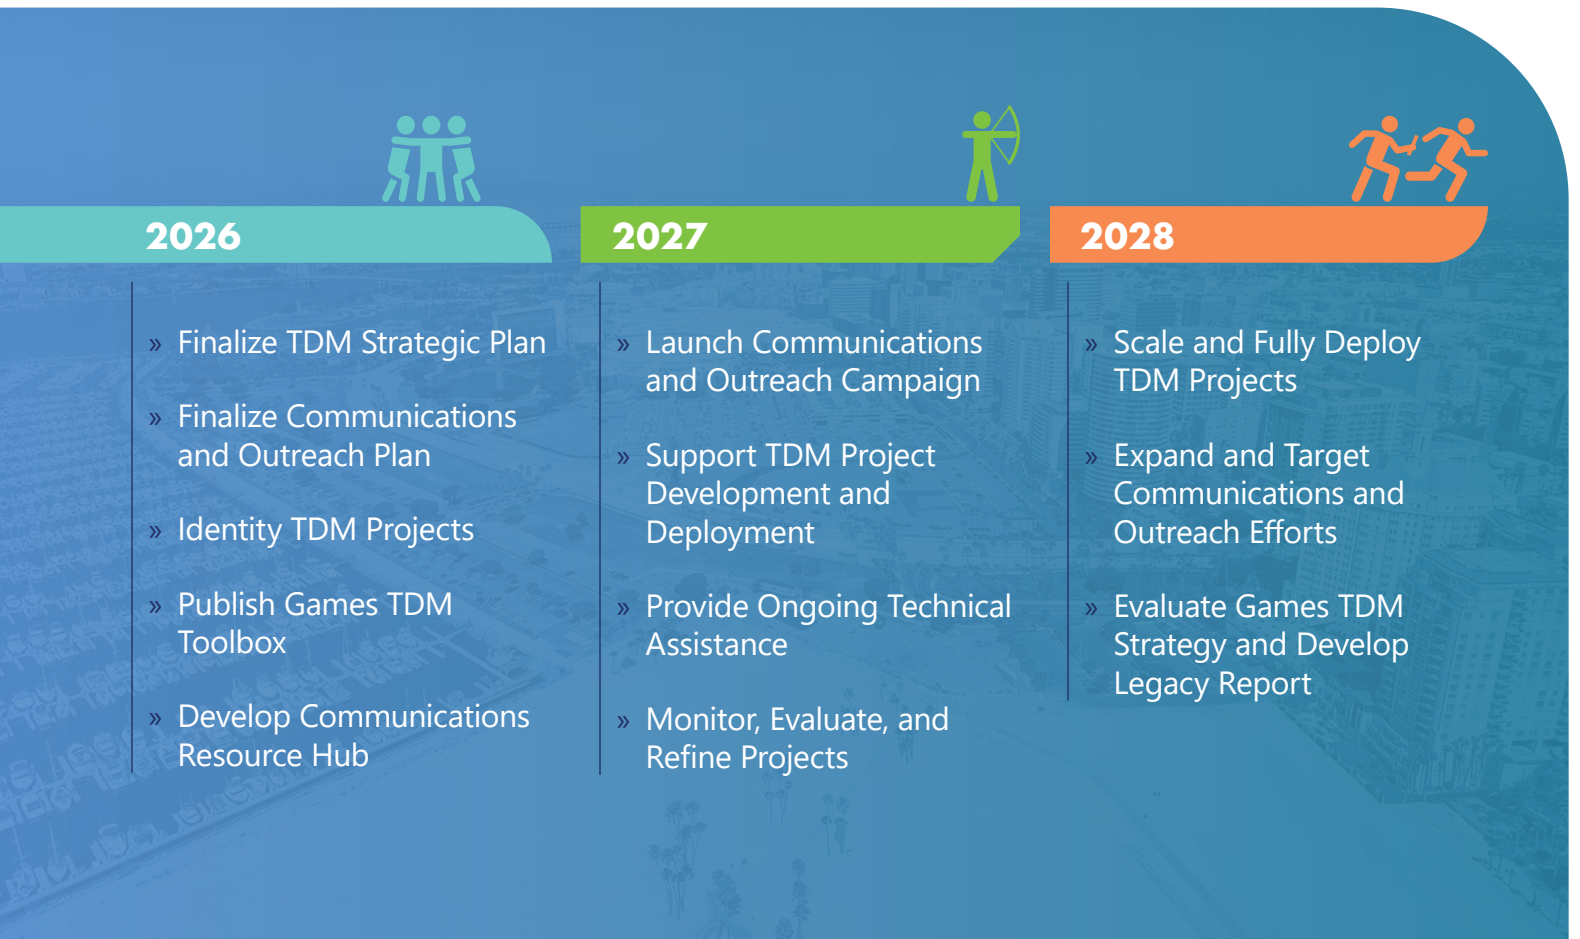 2026
» Finalize TDM Strategic Plan
» Finalize Communications
and Outreach Plan
» Identity TDM Projects
» Publish Games TDM
Toolbox
» Develop Communications
Resource Hub
2027
» Launch Communications
and Outreach Campaign
» Support TDM Project
Development and
Deployment
» Provide Ongoing Technical
Assistance
» Monitor, Evaluate, and
Refine Projects
2028
» Scale and Fully Deploy
TDM Projects
» Expand and Target
Communications and
Outreach Efforts
» Evaluate Games TDM
Strategy and Develop
Legacy Report